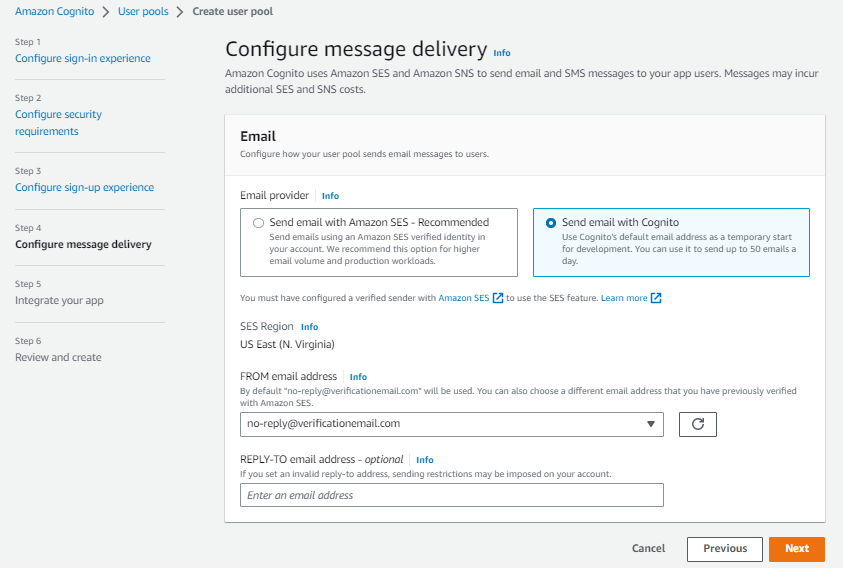 Amazon Cognito > User pools > Create user pool
Step 1
Configure sign-in experience
Step 2
Configure security
requirements
Step 3
Configure sign-up experience
Step 4
Configure message delivery
Step 5
Integrate your app
Step 6
Review and create
Configure message delivery Info
Amazon Cognito uses Amazon SES and Amazon SNS to send email and SMS messages to your app users. Messages may incur
additional SES and SNS costs.
Email
Configure how your user pool sends email messages to users.
Email provider Info
Send email with Amazon SES - Recommended
Send emails using an Amazon SES verified identity in
your account. We recommend this option for higher
email volume and production workloads.
Send email with Cognito
Use Cognito's default email address as a temporary start
for development. You can use it to send up to 50 emails a
day.
You must have configured a verified sender with Amazon SES to use the SES feature. Learn more
SES Region Info
US East (N. Virginia)
FROM email address Info
By default "no-reply@verificationemail.com" will be used. You can also choose a different email address that you have previously verified
with Amazon SES.
no-reply@verificationemail.com
REPLY-TO email address - optional Info
If you set an invalid reply-to address, sending restrictions may be imposed on your account.
Enter an email address
Cancel
Previous
Next